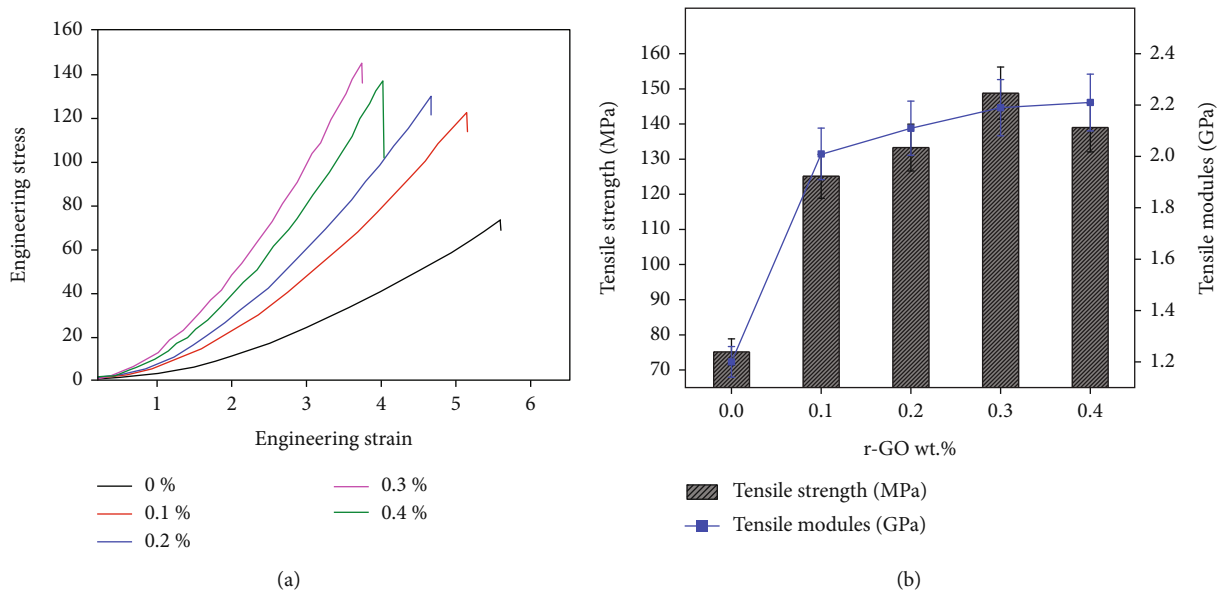 160
140
120
100
80
60
40
20
0
Engineering stress
1 2 3 4 5 6
Engineering strain
0 %
0.1 %
0.2 %
0.3 %
0.4 %
(a)
160
150
140
130
120
110
100
90
80
70
Tensile strength (MPa)
2.4
2.2
2.0
1.8
1.6
1.4
1.2
Tensile modules (GPa)
0.0 0.1 0.2 0.3 0.4
r-GO wt.%
Tensile strength (MPa)
Tensile modules (GPa)
(b)